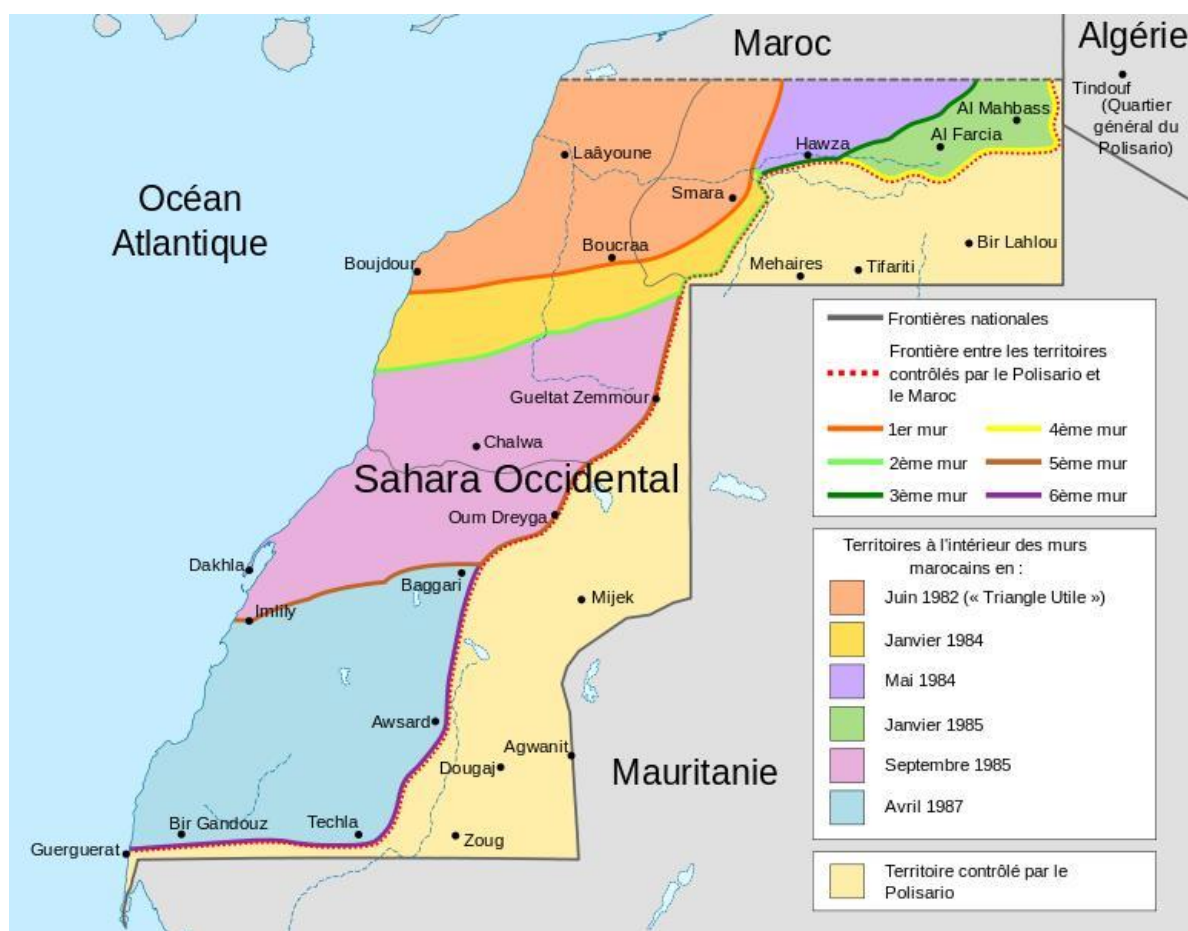 Maroc
Algérie
Tindouf
(Quartier
général du
Polisario)
Al Mahbass
Al Farcia
Hawza
Laâyoune
Océan
Atlantique
Smara
Boucraa
Boujdour
Bir Lahlou
Mehaires
Tifariti
Gueltat Zemmour
Chalwa
Sahara Occidental
Oum Dreyga
Dakhla
Baggari
Imlily
Mijek
Awsard
Agwanit
Dougaj
Mauritanie
Bir Gandouz
Techla
Zoug
Guerguerat
Frontières nationales
Frontière entre les territoires
contrôlés par le Polisario et
le Maroc
1er mur
4ème mur
2ème mur
5ème mur
3ème mur
6ème mur
Territoires à l'intérieur des murs
marocains en :
Juin 1982 (« Triangle Utile »)
Janvier 1984
Mai 1984
Janvier 1985
Septembre 1985
Avril 1987
Territoire contrôlé par le
Polisario